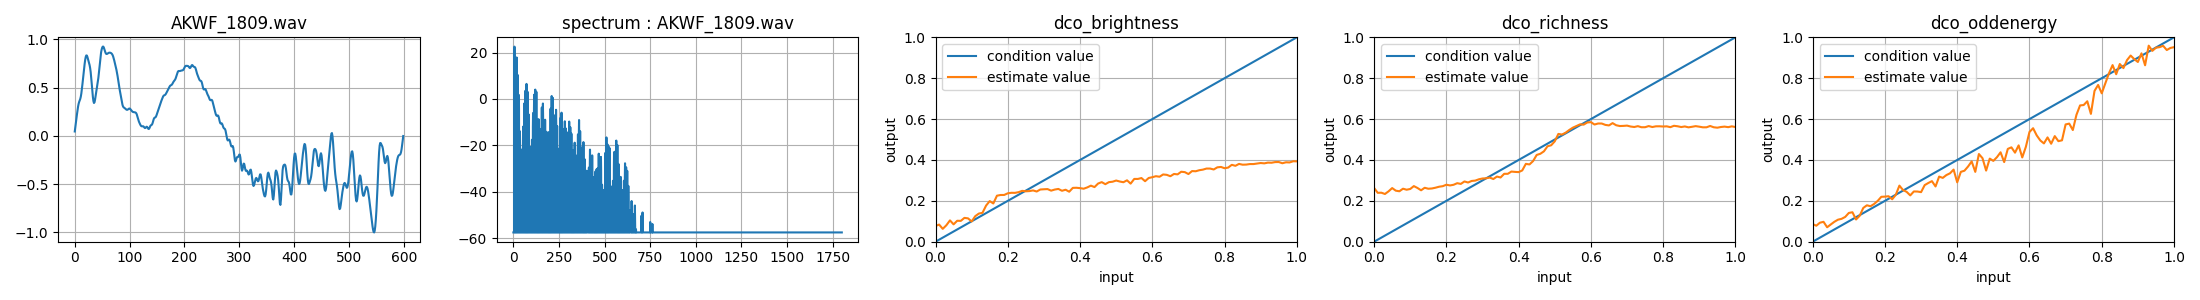 AKWF_1809.wav
1.0
0.5
0.0
−0.5
−1.0
0 100 200 300 400 500 600
spectrum : AKWF_1809.wav
20
0
−20
−40
−60
0 250 500 750 1000 1250 1500 1750
dco_brightness
condition value
estimate value
output
1.0
0.8
0.6
0.4
0.2
0.0
0.0 0.2 0.4 0.6 0.8 1.0
input
dco_richness
condition value
estimate value
output
1.0
0.8
0.6
0.4
0.2
0.0
0.0 0.2 0.4 0.6 0.8 1.0
input
dco_oddenergy
condition value
estimate value
output
1.0
0.8
0.6
0.4
0.2
0.0
0.0 0.2 0.4 0.6 0.8 1.0
input